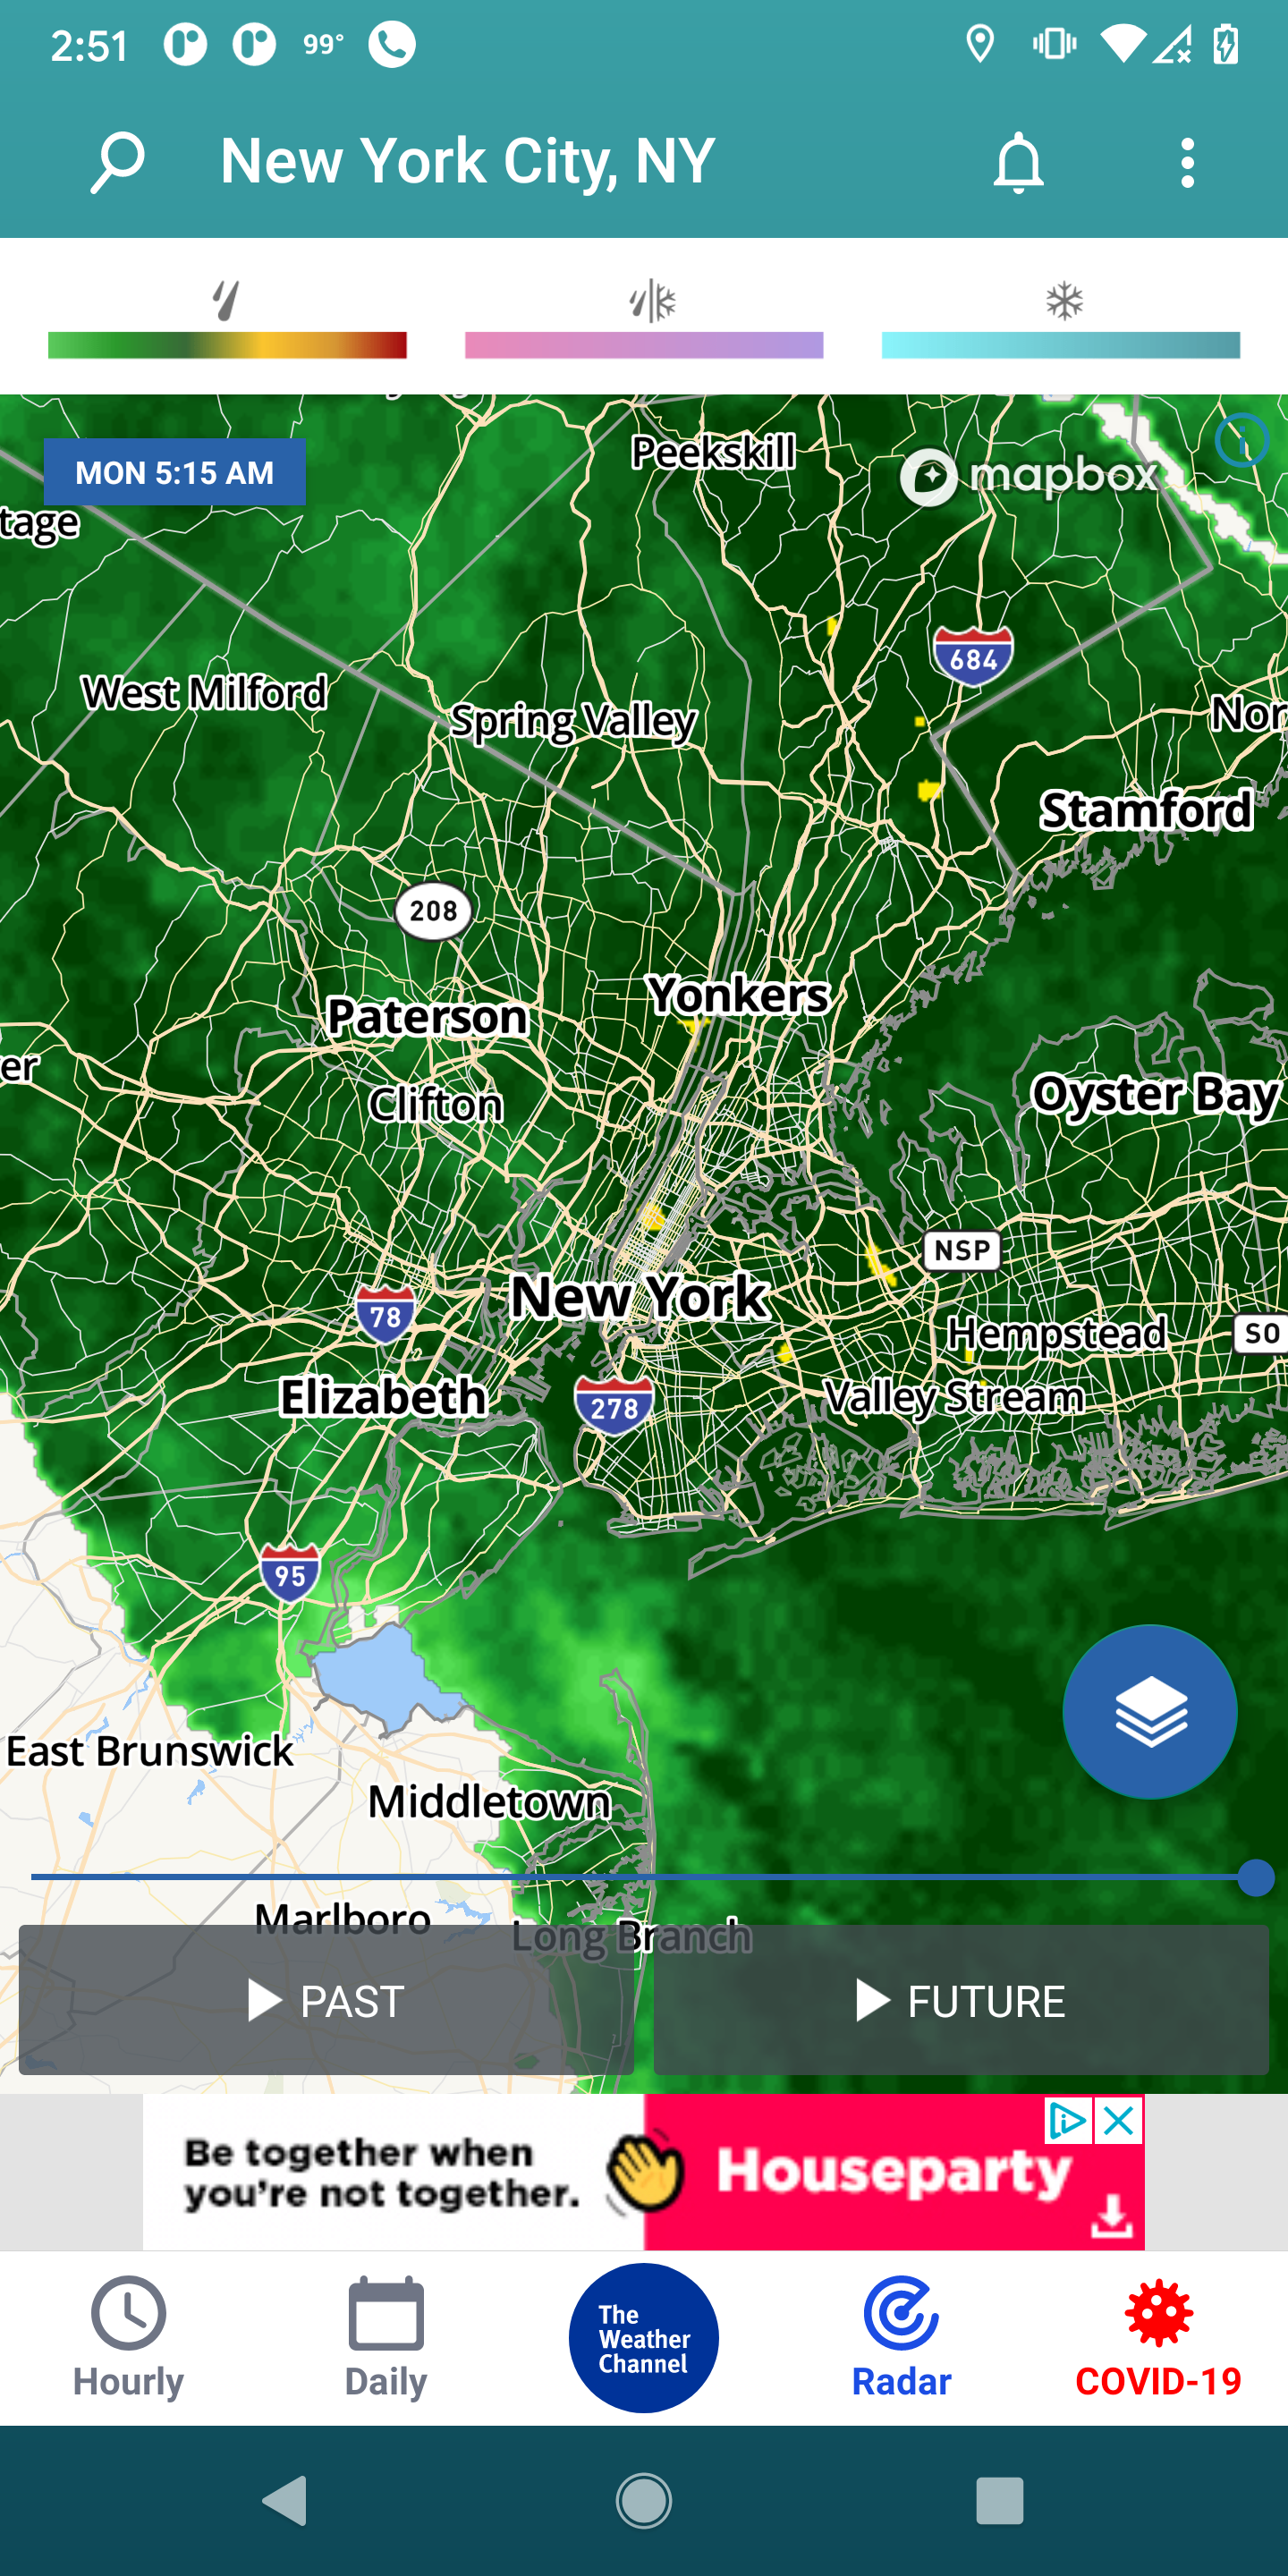 2:51
99°
New York City, NY
MON 5:15 AM
Peekskill
mapbox
tage
684
West Milford
Spring Valley
Nor
Stamford
208
Yonkers
Paterson
er
Clifton
Oyster Bay
NSP
New York
78
Hempstead
SO
Elizabeth
278
Valley Stream
95
East Brunswick
Middletown
Marlboro
Long Branch
PAST
FUTURE
Be together when
you're not together.
Houseparty
The
Weather
Channel
Hourly
Daily
Radar
COVID-19